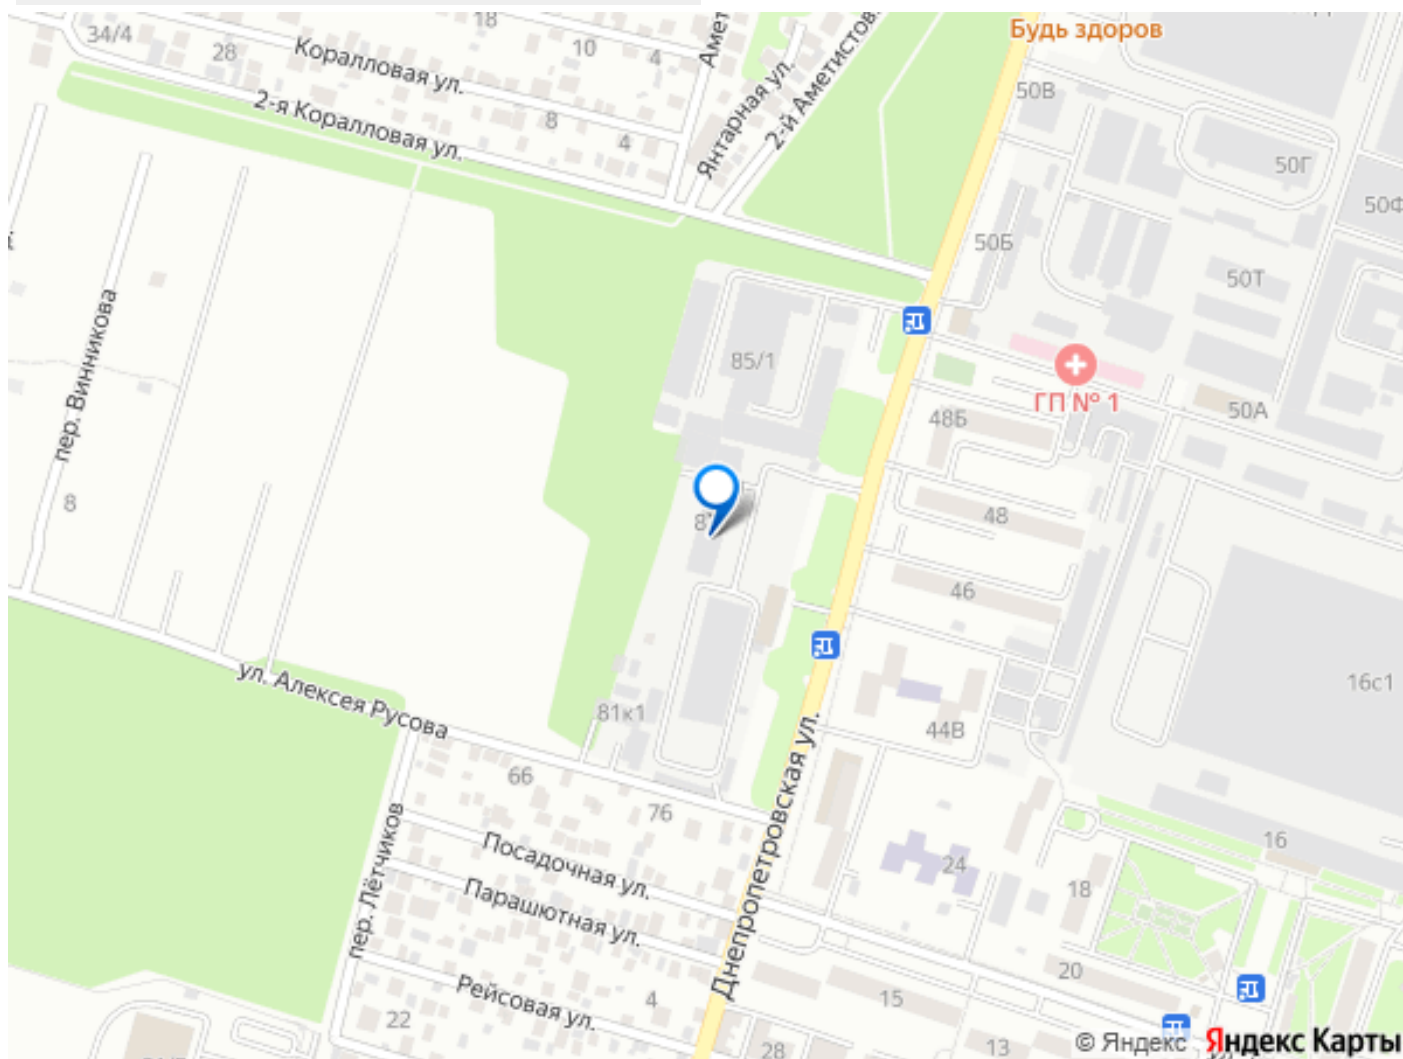 34/4
18
Будь здоров
28
Коралловая ул.
10
4
50В
2-я Коралловая ул.
8
4
Янтарная ул.
2-й Аметистов.
50Г
50Ф
50Б
50Т
пер. Винникова
85/1
ГП № 1
50А
48Б
8
48
46
ул. Алексея Русова
81к1
44В
16с1
66
76
Днепропетровская ул.
пер. Лётчиков
Посадочная ул.
Парашютная ул.
Рейсовая ул.
24
16
18
20
15
4
22
28
13
© Яндекс Яндекс Карты